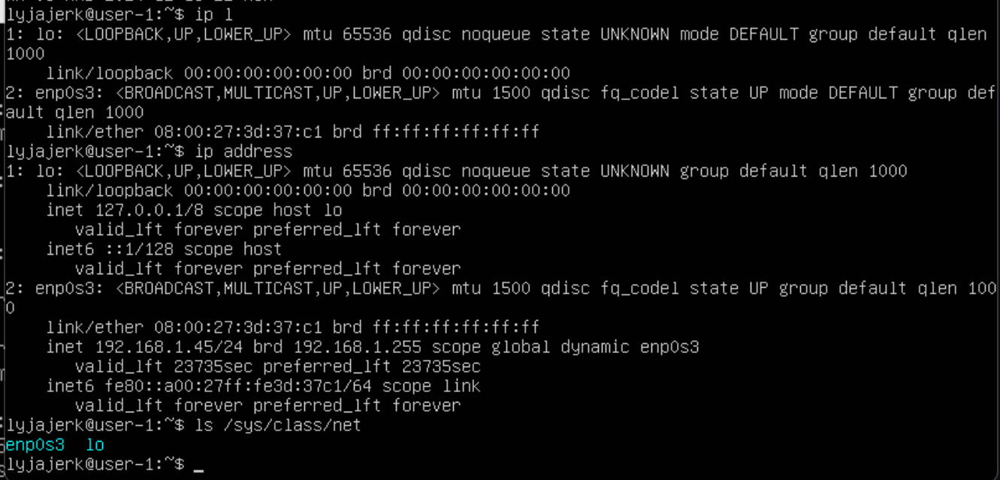 lyjajerk@user-1:~$ ip l
1: lo: <LOOPBACK,UP,LOWER_UP> mtu 65536 qdisc noqueue state UNKNOWN mode DEFAULT group default qlen
1000
    link/loopback 00:00:00:00:00:00 brd 00:00:00:00:00:00
2: enp0s3: <BROADCAST,MULTICAST,UP,LOWER_UP> mtu 1500 qdisc fq_codel state UP mode DEFAULT group def
ault qlen 1000
    link/ether 08:00:27:3d:37:c1 brd ff:ff:ff:ff:ff:ff
lyjajerk@user-1:~$ ip address
1: lo: <LOOPBACK,UP,LOWER_UP> mtu 65536 qdisc noqueue state UNKNOWN group default qlen 1000
    link/loopback 00:00:00:00:00:00 brd 00:00:00:00:00:00
    inet 127.0.0.1/8 scope host lo
       valid_lft forever preferred_lft forever
    inet6 ::1/128 scope host
       valid_lft forever preferred_lft forever
2: enp0s3: <BROADCAST,MULTICAST,UP,LOWER_UP> mtu 1500 qdisc fq_codel state UP group default qlen 100
0
    link/ether 08:00:27:3d:37:c1 brd ff:ff:ff:ff:ff:ff
    inet 192.168.1.45/24 brd 192.168.1.255 scope global dynamic enp0s3
       valid_lft 23735sec preferred_lft 23735sec
    inet6 fe80::a00:27ff:fe3d:37c1/64 scope link
       valid_lft forever preferred_lft forever
lyjajerk@user-1:~$ ls /sys/class/net
enp0s3  lo
lyjajerk@user-1:~$ _